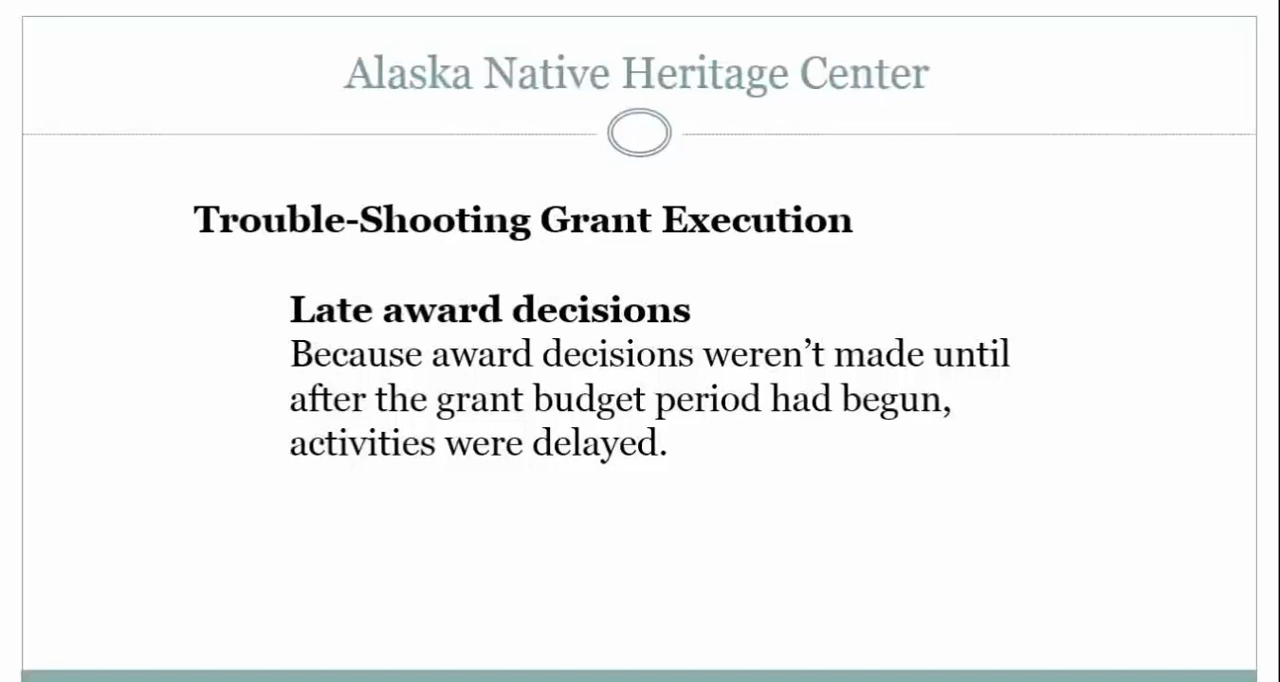 Alaska Native Heritage Center
Trouble-Shooting Grant Execution
Late award decisions
Because award decisions weren’t made until
after the grant budget period had begun,
activities were delayed.